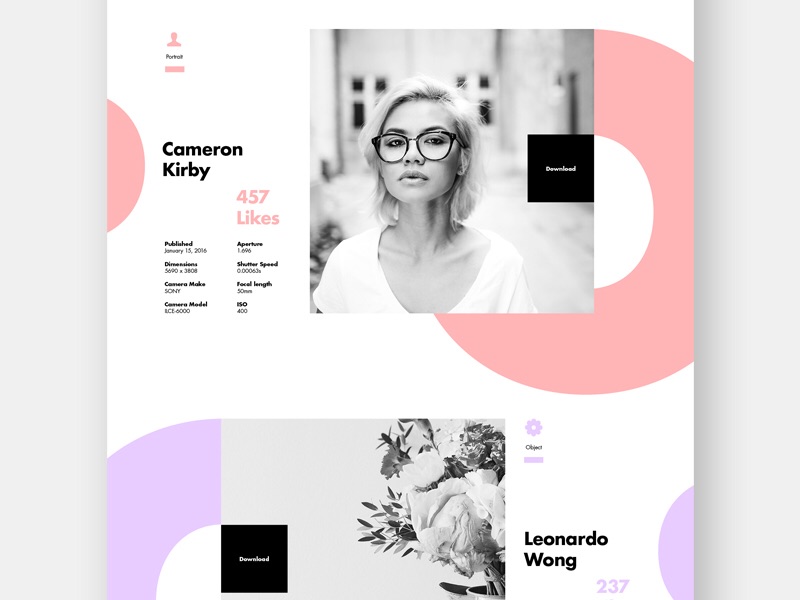 Portrait
Cameron
Kirby
457
Likes
Published
January 15, 2016
Aperture
1.696
Dimensions
5690 x 3808
Shutter Speed
0.00063s
Camera Make
SONY
Focal length
50mm
Camera Model
ILCE-6000
ISO
400
Download
Object
Leonardo
Wong
237
Download